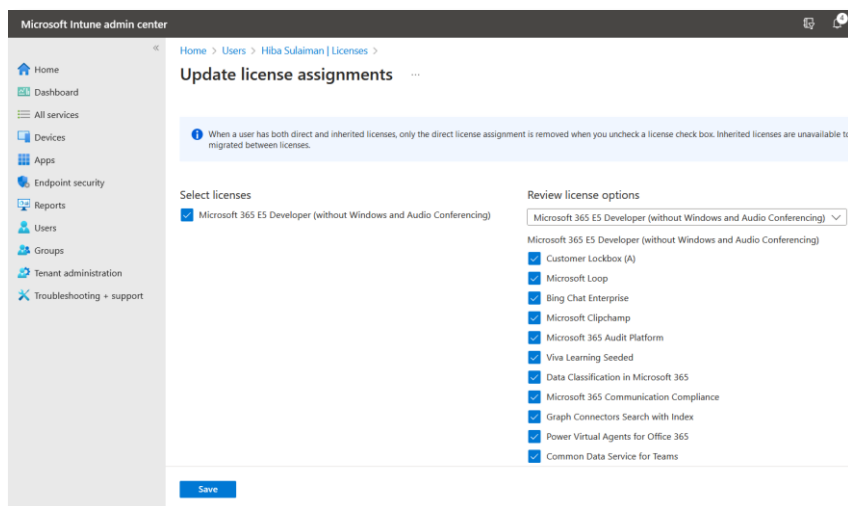 Microsoft Intune admin center
4
«
Home
Dashboard
All services
Devices
Apps
Endpoint security
Reports
Users
Groups
Tenant administration
Troubleshooting + support
Home > Users > Hiba Sulaiman | Licenses >
Update license assignments ...
When a user has both direct and inherited licenses, only the direct license assignment is removed when you uncheck a license check box. Inherited licenses are unavailable
migrated between licenses.
Select licenses
Microsoft 365 E5 Developer (without Windows and Audio Conferencing)
Review license options
Microsoft 365 E5 Developer (without Windows and Audio Conferencing)
Microsoft 365 E5 Developer (without Windows and Audio Conferencing)
Customer Lockbox (A)
Microsoft Loop
Bing Chat Enterprise
Microsoft Clipchamp
Microsoft 365 Audit Platform
Viva Learning Seeded
Data Classification in Microsoft 365
Microsoft 365 Communication Compliance
Graph Connectors Search with Index
Power Virtual Agents for Office 365
Common Data Service for Teams
Save